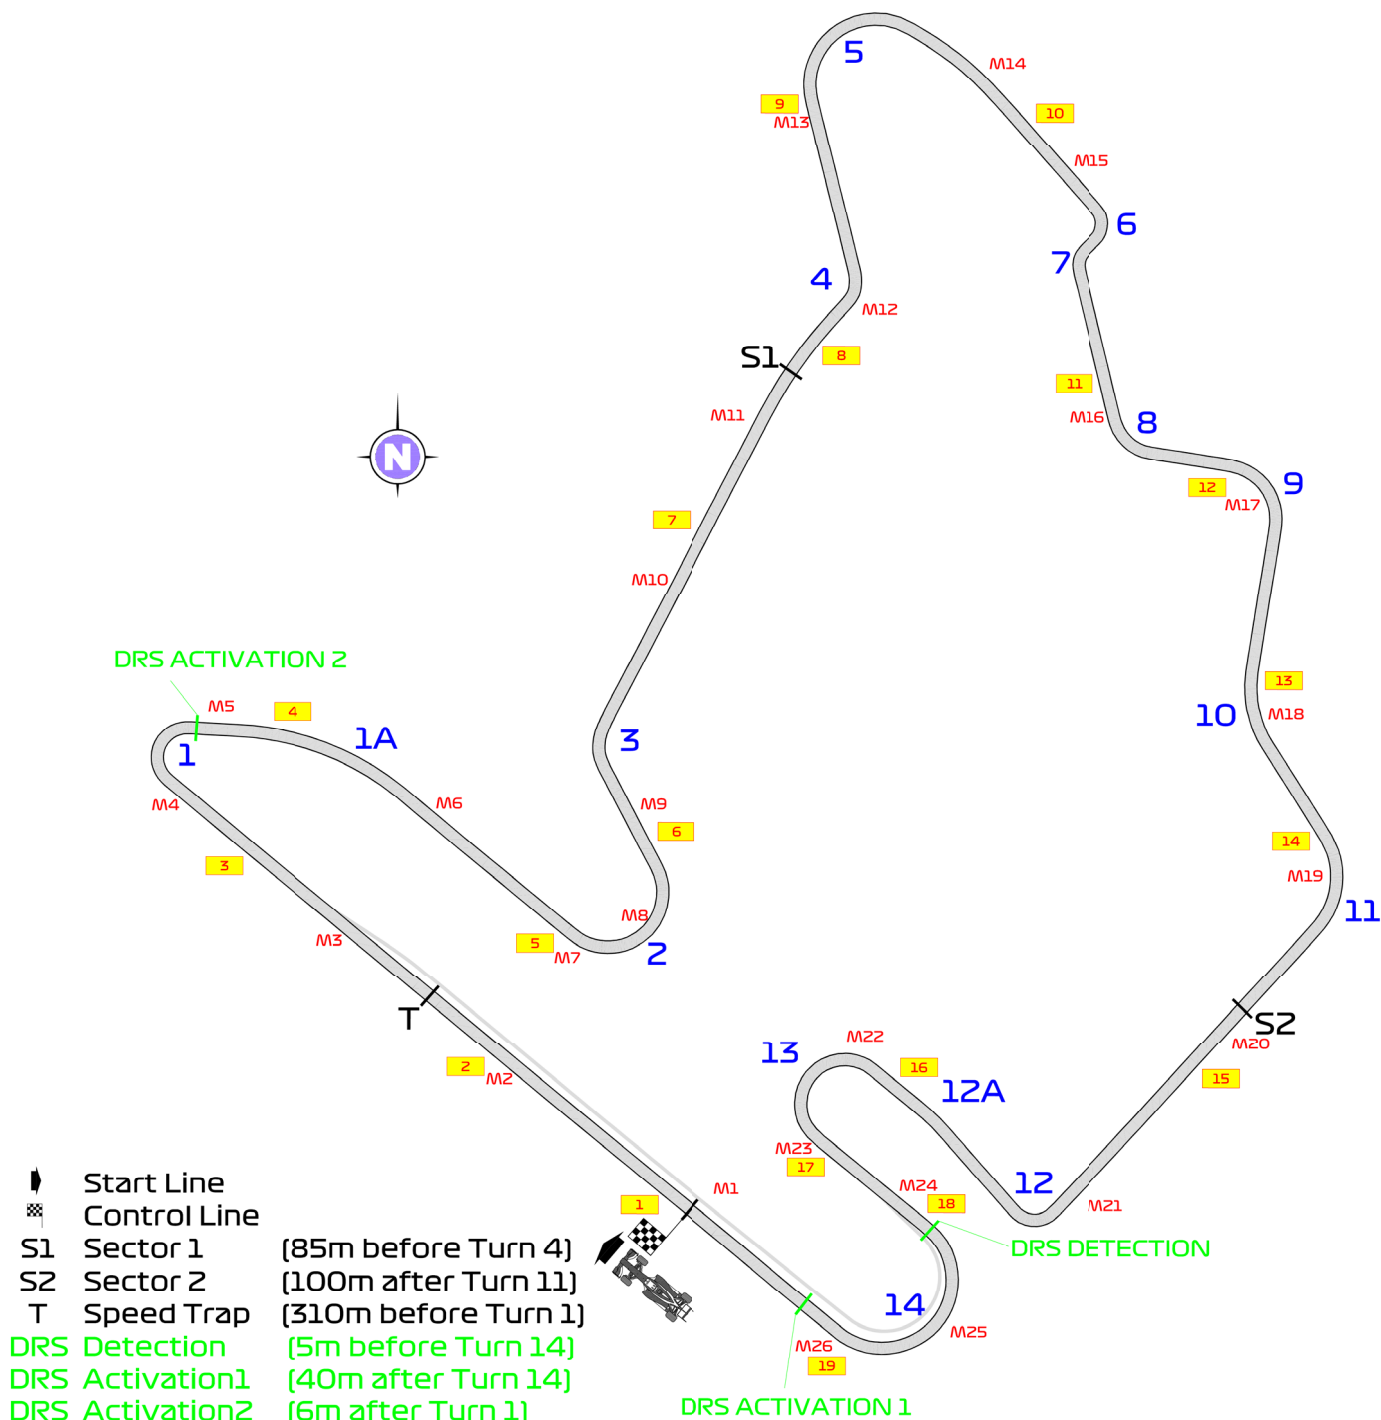 5
M14
9
M13
10
M15
6
7
4
M12
S1
8
11
M16
M11
8
N
9
12
M17
7
M10
DRS ACTIVATION 2
13
M5
4
10
M18
1A
3
1
M4
M6
M9
6
14
3
M19
M8
11
M3
5
M7
2
T
S2
M20
M22
13
2
M2
16
15
12A
M23
17
12
M24
M1
18
M21
1
DRS DETECTION
14
M25
M26
19
DRS ACTIVATION 1
Start Line
Control Line
S1 Sector 1 (85m before Turn 4)
S2 Sector 2 (100m after Turn 11)
T Speed Trap (310m before Turn 1)
DRS Detection (5m before Turn 14)
DRS Activation1 (40m after Turn 14)
DRS Activation2 (6m after Turn 1)